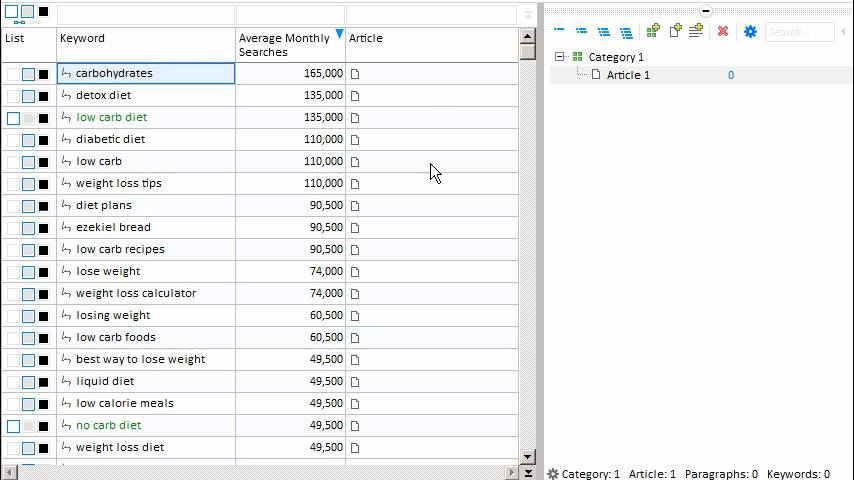 List Keyword Average Monthly Searches Article
carbohydrates 165,000
detox diet 135,000
low carb diet 135,000
diabetic diet 110,000
low carb 110,000
weight loss tips 110,000
diet plans 90,500
ezekiel bread 90,500
low carb recipes 90,500
lose weight 74,000
weight loss calculator 74,000
losing weight 60,500
low carb foods 60,500
best way to lose weight 49,500
liquid diet 49,500
low calorie meals 49,500
no carb diet 49,500
weight loss diet 49,500
Search...
Category 1
Article 1 0
Category: 1 Article: 1 Paragraphs: 0 Keywords: 0